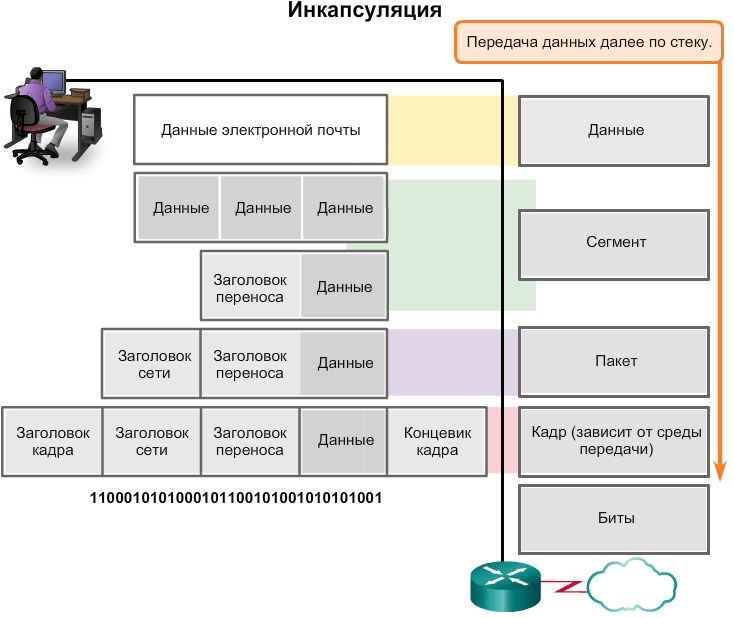 Инкапсуляция
Передача данных далее по стеку.
Данные электронной почты
Данные
Данные Данные Данные
Сегмент
Заголовок
переноса
Данные
Заголовок
сети
Заголовок
переноса
Данные
Пакет
Заголовок
кадра
Заголовок
сети
Заголовок
переноса
Данные
Концевик
кадра
Кадр (зависит от среды
передачи)
1100010101000101100101001010101001
Биты